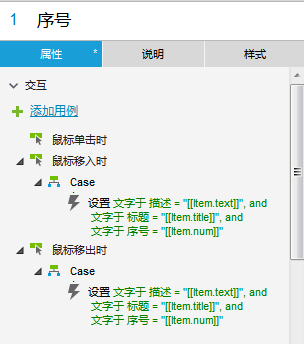 1 序号
属性 * 说明 样式
交互
添加用例
鼠标单击时
鼠标移入时
Case
设置 文字于 描述 = "[[Item.text]]", and
文字于 标题 = "[[Item.title]]", and
文字于 序号 = "[[Item.num]]"
鼠标移出时
Case
设置 文字于 描述 = "[[Item.text]]", and
文字于 标题 = "[[Item.title]]", and
文字于 序号 = "[[Item.num]]"